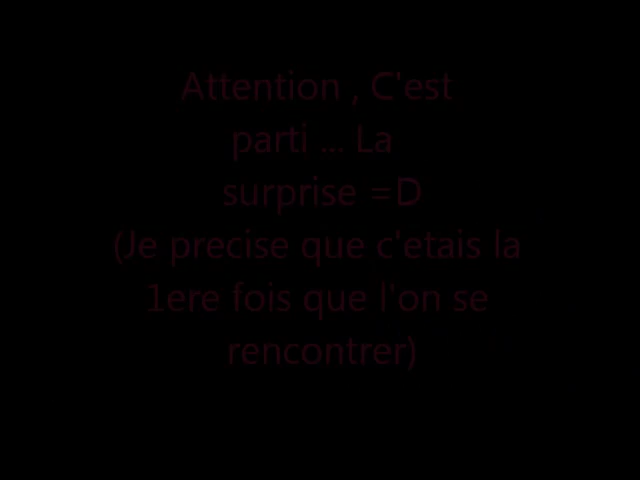 Attention , C'est
parti ... La
surprise =D
(Je precise que c'etais la
1ere fois que l'on se
rencontrer)